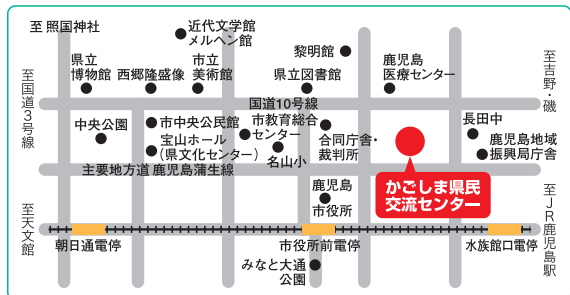 至 照国神社
近代文学館
メルヘン館
黎明館
県立
博物館
西郷隆盛像
市立
美術館
県立図書館
鹿児島
医療センター
至吉野・磯
至国道3号線
国道10号線
中央公園
市中央公民館
宝山ホール
(県文化センター)
市教育総合
センター
名山小
合同庁舎・
裁判所
長田中
鹿児島地域
振興局庁舎
主要地方道 鹿児島蒲生線
かごしま県民
交流センター
鹿児島
市役所
至天文館
至JR鹿児島駅
朝日通電停
市役所前電停
水族館口電停
みなと大通
公園